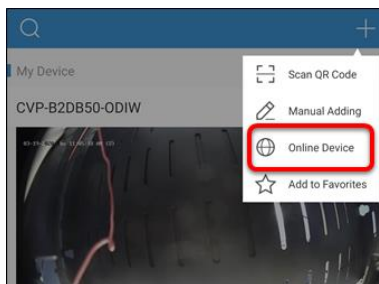 My Device
Scan QR Code
CVP-B2DB50-ODIW
Manual Adding
Online Device
Add to Favorites